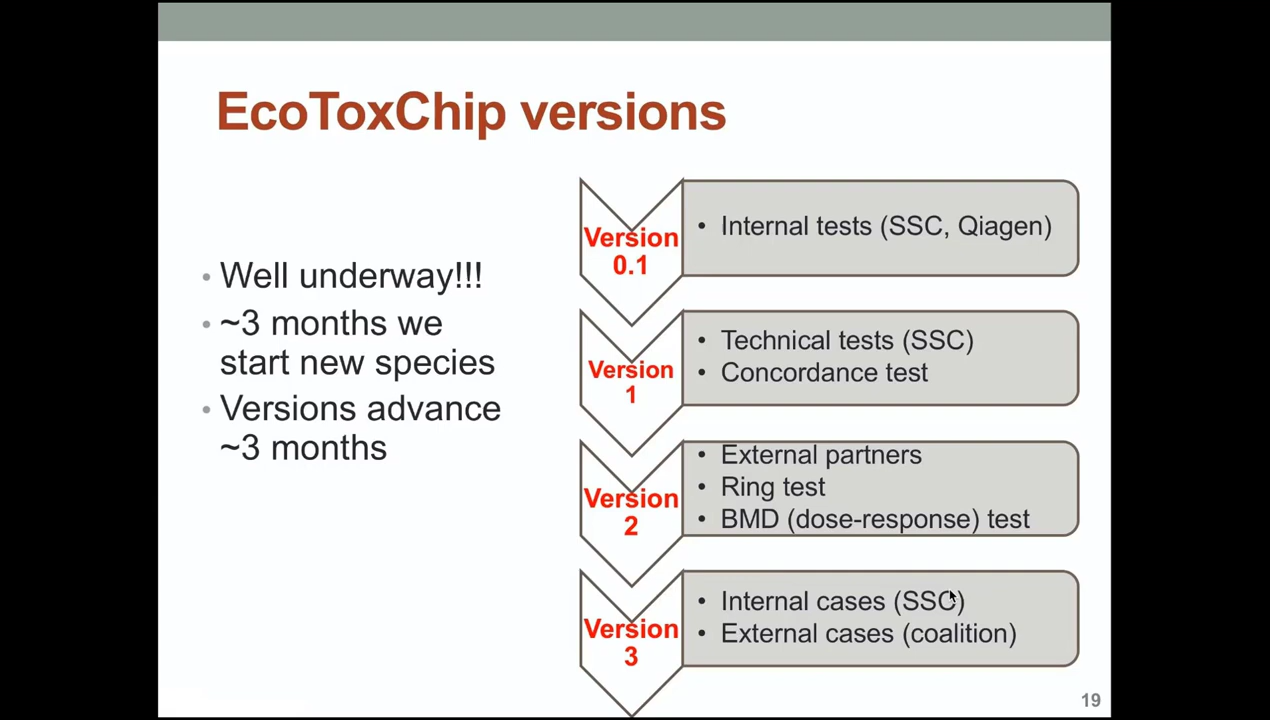 EcoToxChip versions
• Well underway!!!
• ~3 months we
start new species
• Versions advance
~3 months
Version
0.1
• Internal tests (SSC, Qiagen)
Version
1
• Technical tests (SSC)
• Concordance test
Version
2
• External partners
• Ring test
• BMD (dose-response) test
Version
3
• Internal cases (SSC)
• External cases (coalition)
19